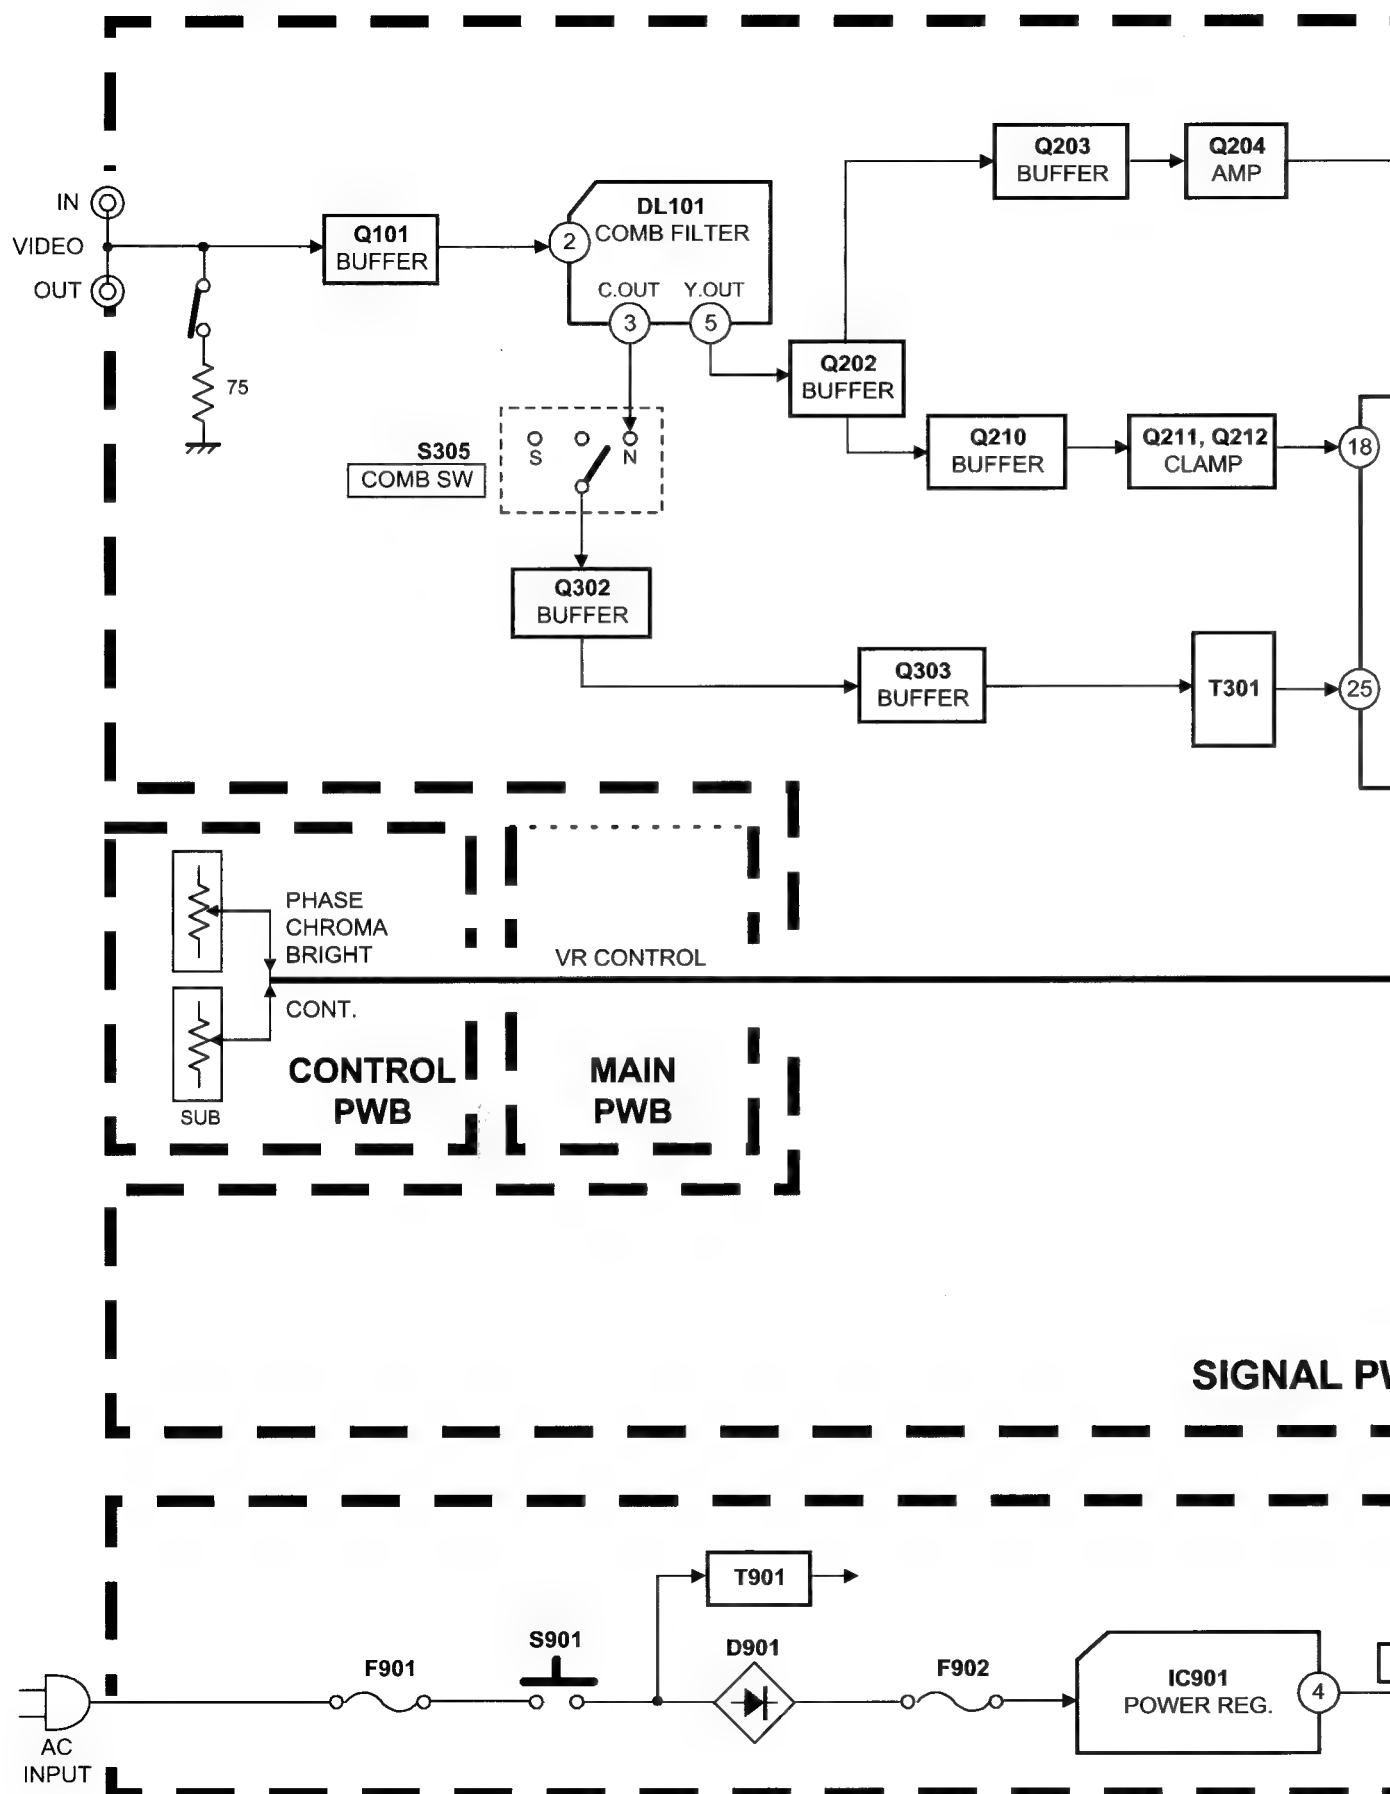 Q203
BUFFER
Q204
AMP
IN
VIDEO
OUT
Q101
BUFFER
DL101
COMB FILTER
2
C.OUT Y.OUT
3
5
75
Q202
BUFFER
S305
COMB SW
S
N
Q210
BUFFER
Q211, Q212
CLAMP
18
Q302
BUFFER
Q303
BUFFER
T301
25
PHASE
CHROMA
BRIGHT
CONT.
SUB
CONTROL
PWB
VR CONTROL
MAIN
PWB
SIGNAL PW
T901
S901
F901
D901
F902
IC901
POWER REG.
4
AC
INPUT